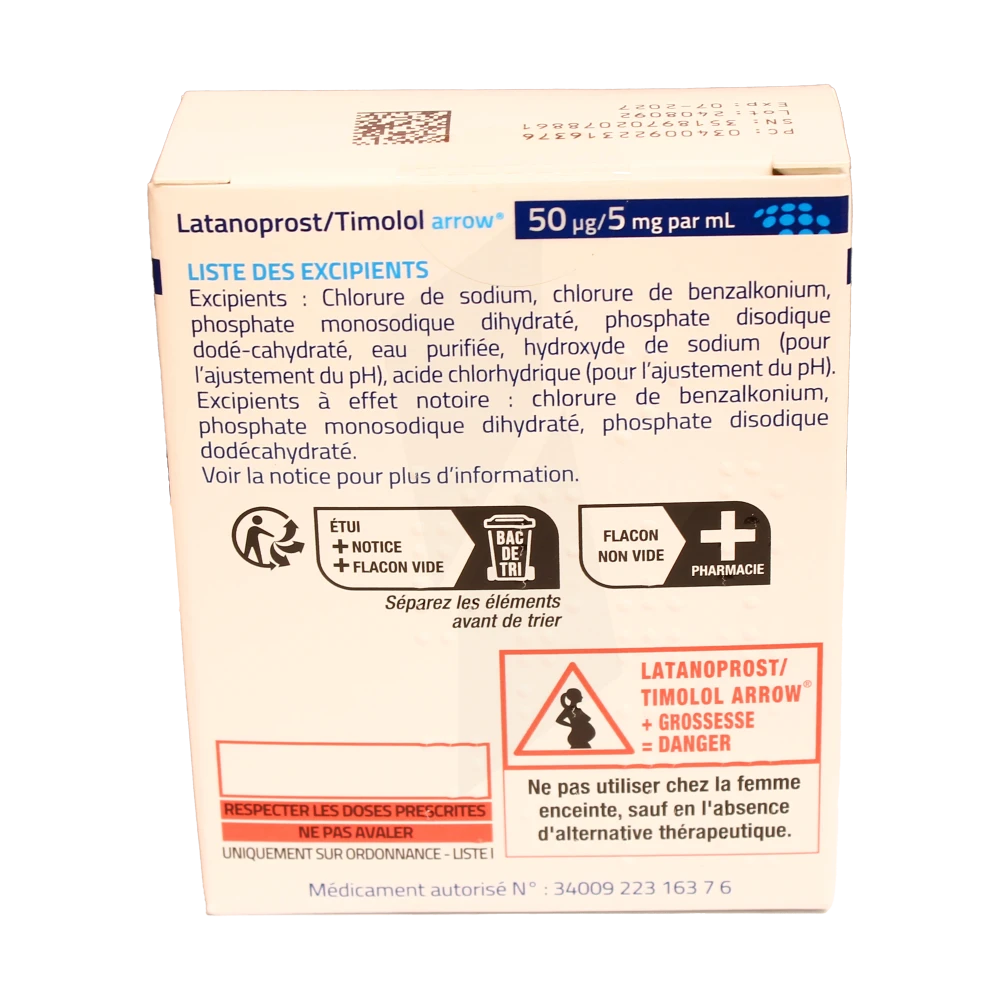 PC: 03400922316376
SN: 35189702078861
Lot: 2408092
Exp: 07-2027
Latanoprost/Timolol arrow® 50 µg/5 mg par mL
LISTE DES EXCIPIENTS
Excipients : Chlorure de sodium, chlorure de benzalkonium,
phosphate monosodique dihydraté, phosphate disodique
dodé-cahydraté, eau purifiée, hydroxyde de sodium (pour
l'ajustement du pH), acide chlorhydrique (pour l'ajustement du pH).
Excipients à effet notoire : chlorure de benzalkonium,
phosphate monosodique dihydraté, phosphate disodique
dodécahydraté.
Voir la notice pour plus d'information.
ÉTUI
+ NOTICE
+ FLACON VIDE
BAC
DE
TRI
Séparez les éléments
avant de trier
FLACON
NON VIDE
PHARMACIE
LATANOPROST/
TIMOLOL ARROW®
+ GROSSESSE
= DANGER
Ne pas utiliser chez la femme
enceinte, sauf en l'absence
d'alternative thérapeutique.
RESPECTER LES DOSES PRESCRITES
NE PAS AVALER
UNIQUEMENT SUR ORDONNANCE - LISTE I
Médicament autorisé N° : 34009 223 163 7 6